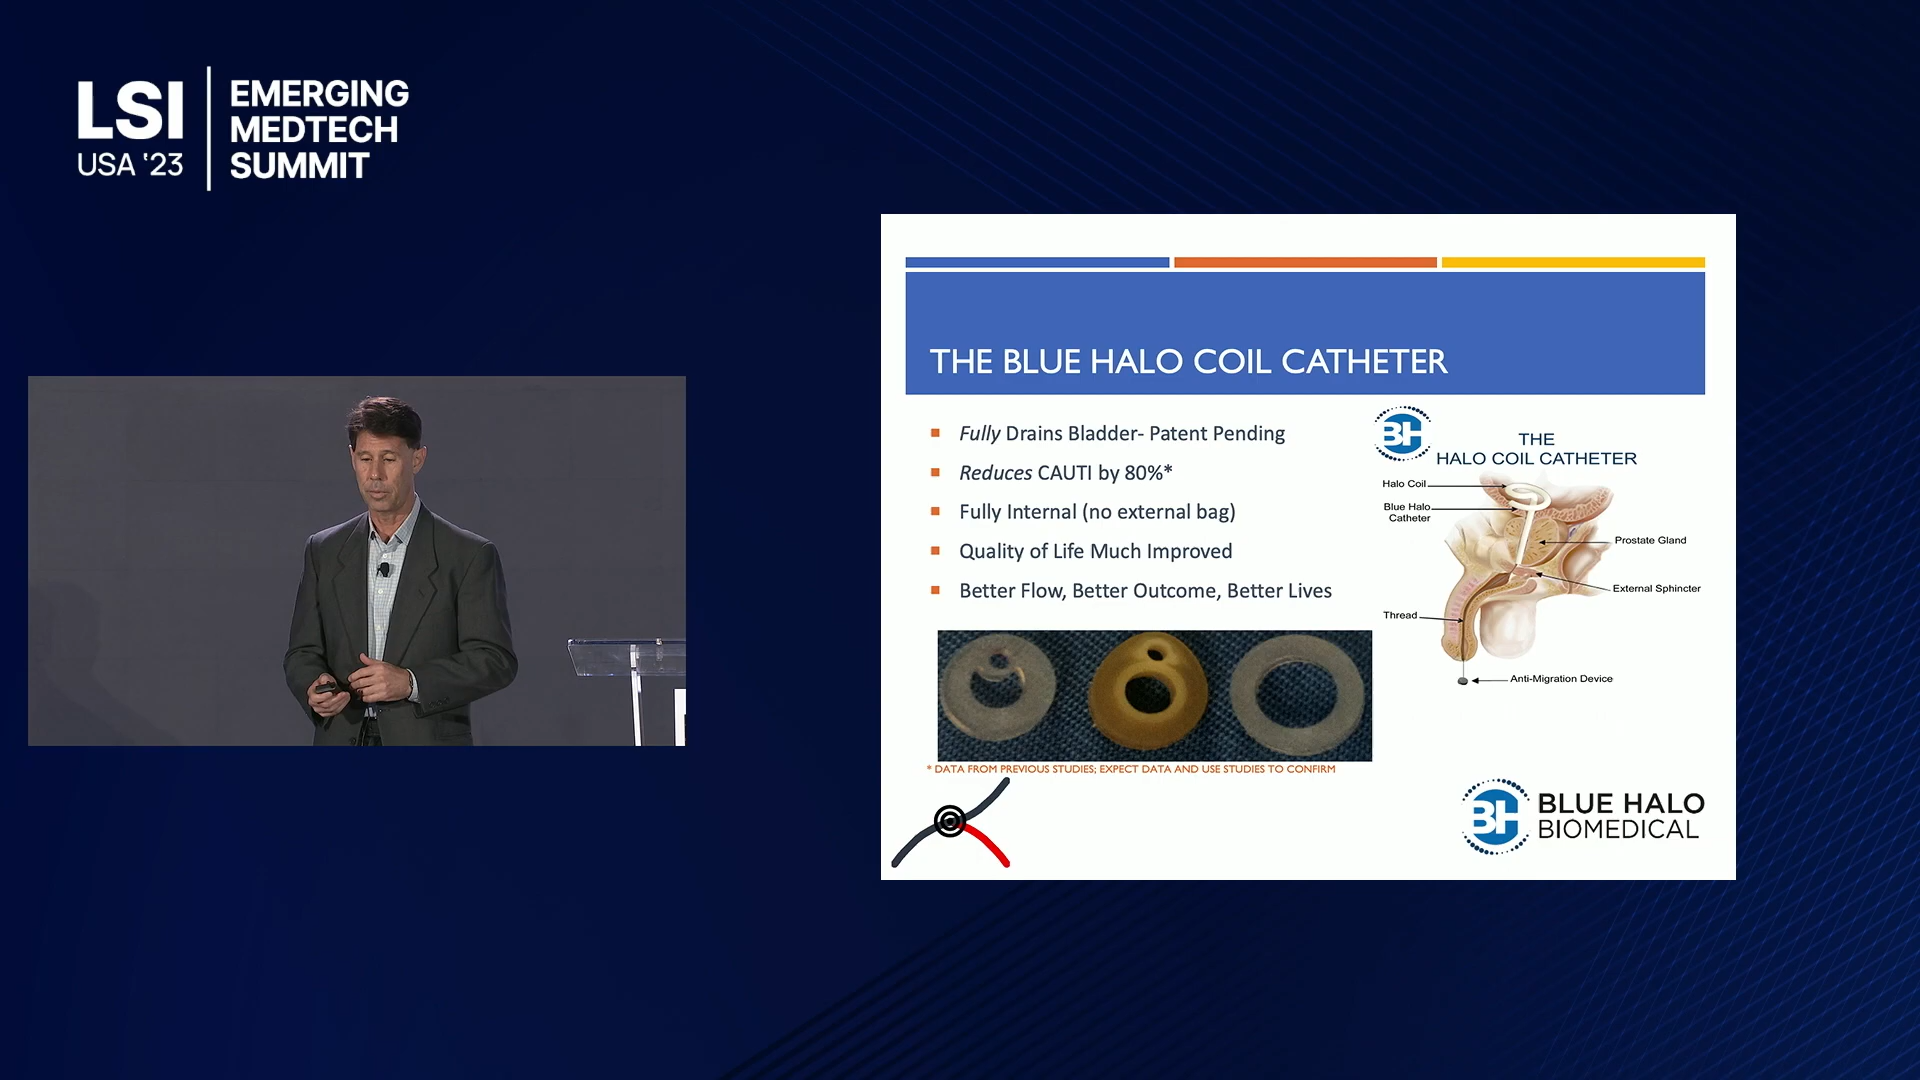 LSI
USA '23
EMERGING
MEDTECH
SUMMIT
THE BLUE HALO COIL CATHETER
Fully Drains Bladder- Patent Pending
Reduces CAUTI by 80%*
Fully Internal (no external bag)
Quality of Life Much Improved
Better Flow, Better Outcome, Better Lives
BH
THE
HALO COIL CATHETER
Halo Coil
Blue Halo
Catheter
Prostate Gland
External Sphincter
Thread
Anti-Migration Device
* DATA FROM PREVIOUS STUDIES; EXPECT DATA AND USE STUDIES TO CONFIRM
BH
BLUE HALO
BIOMEDICAL